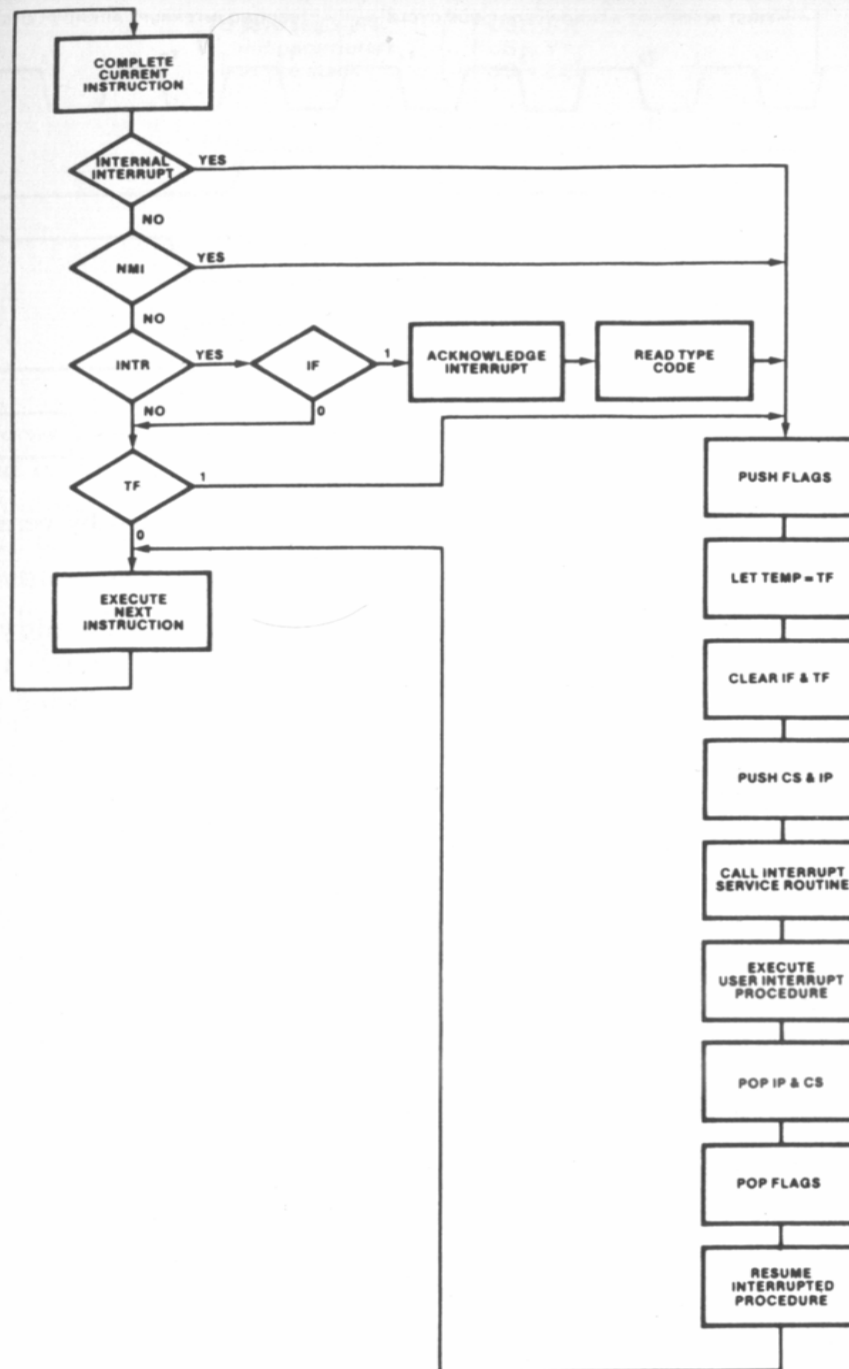 COMPLETE
CURRENT
INSTRUCTION
INTERNAL
INTERRUPT
YES
NO
NMI
YES
NO
INTR
YES
IF
1
ACKNOWLEDGE
INTERRUPT
READ TYPE
CODE
NO
0
TF
1
0
EXECUTE
NEXT
INSTRUCTION
PUSH FLAGS
LET TEMP = TF
CLEAR IF & TF
PUSH CS & IP
CALL INTERRUPT
SERVICE ROUTINE
EXECUTE
USER INTERRUPT
PROCEDURE
POP IP & CS
POP FLAGS
RESUME
INTERRUPTED
PROCEDURE